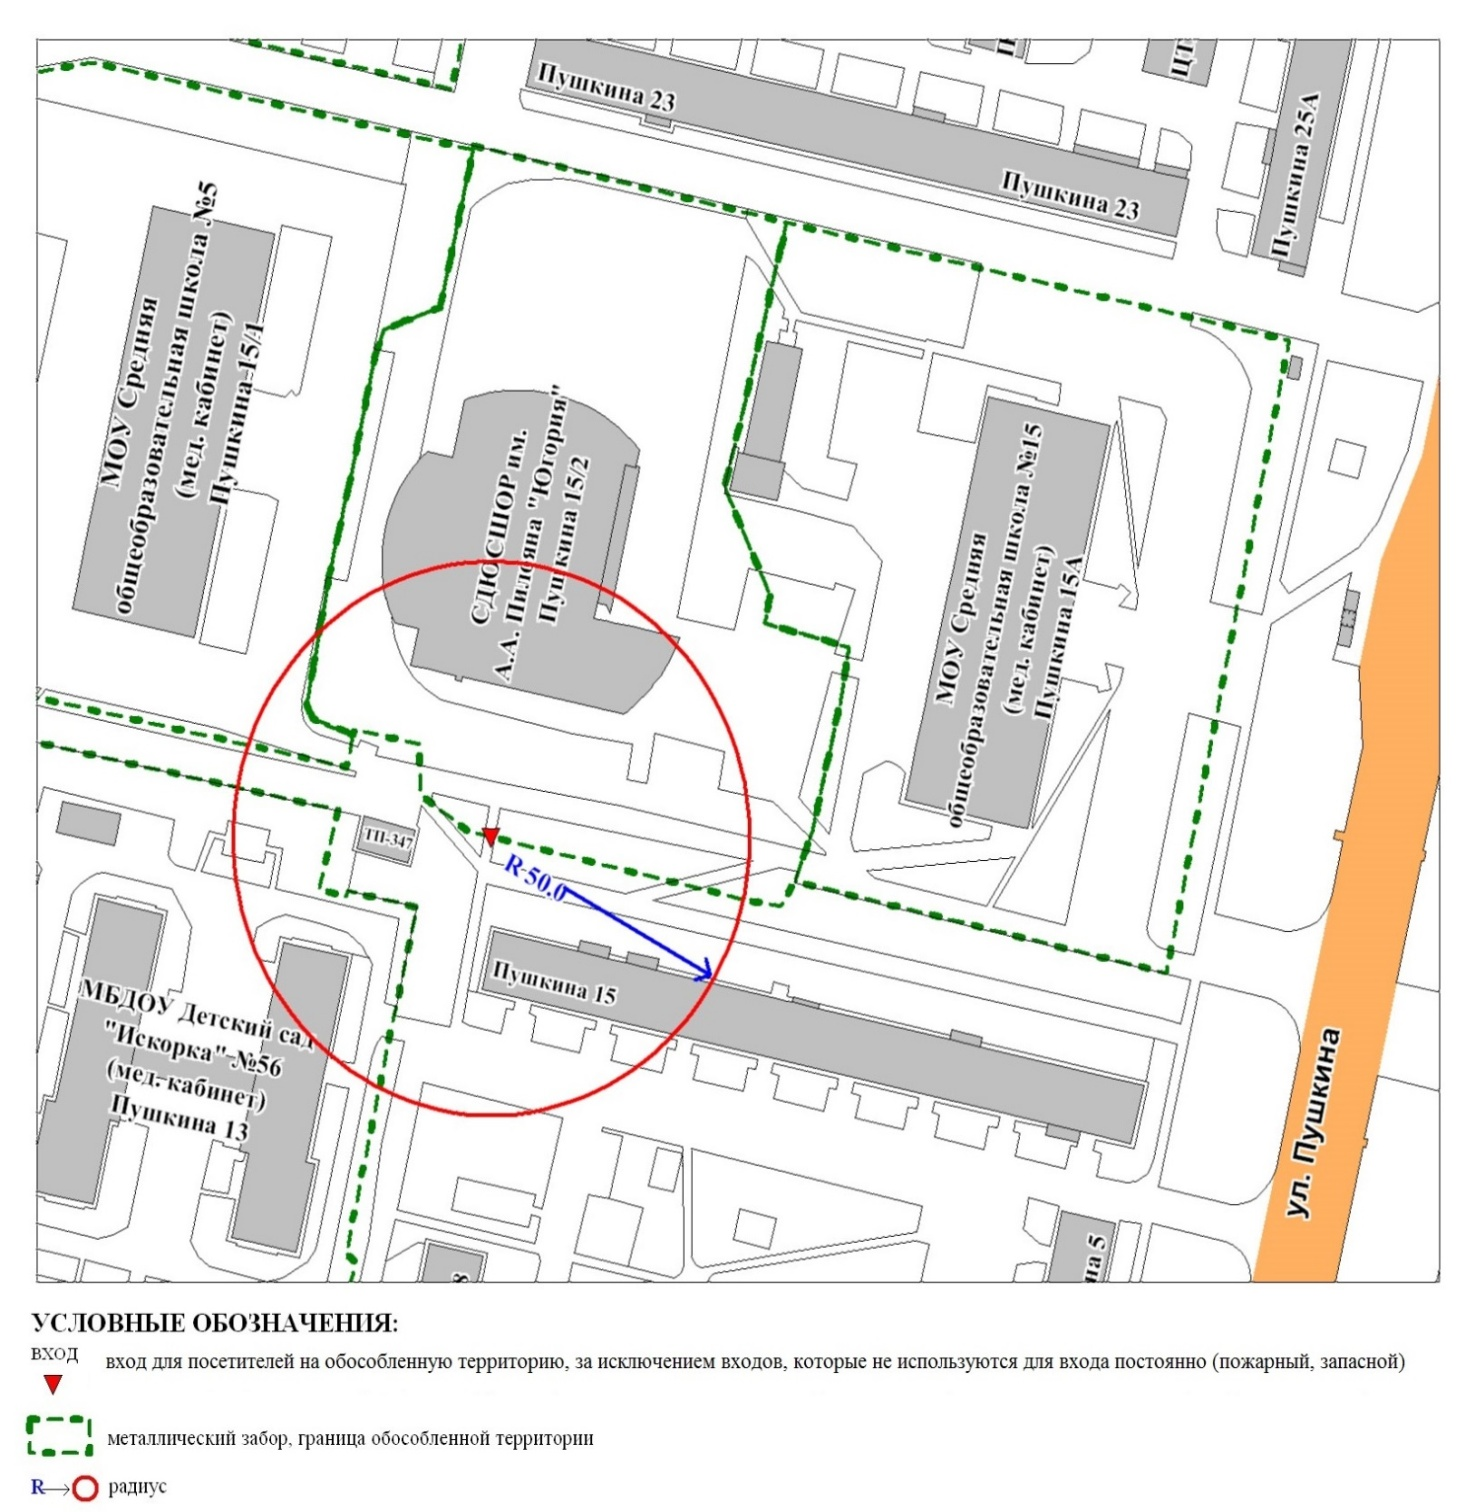 Пушкина 23
Пушкина 23
Пушкина 25А
МОУ Средняя
общеобразовательная школа №5
(мед. кабинет)
Пушкина 15/1
СДЮСШОР им.
А.А. Пилояна "Югория"
Пушкина 15/2
МОУ Средняя
общеобразовательная школа №15
(мед. кабинет)
Пушкина 15А
ТП-347
R-50.0
Пушкина 15
МБДОУ Детский сад
"Искорка" №56
(мед. кабинет)
Пушкина 13
ул. Пушкина
на 5
УСЛОВНЫЕ ОБОЗНАЧЕНИЯ:
ВХОД
вход для посетителей на обособленную территорию, за исключением входов, которые не используются для входа постоянно (пожарный, запасной)
металлический забор, граница обособленной территории
R
радиус